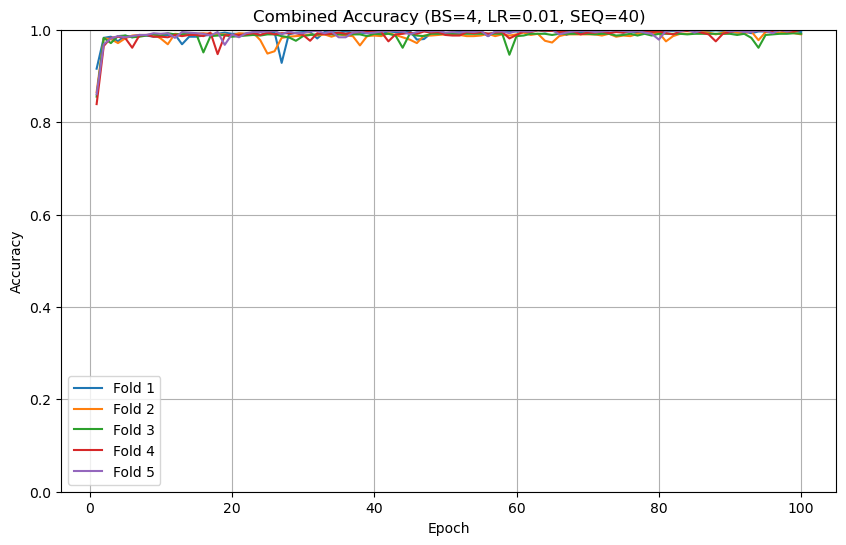 Combined Accuracy (BS=4, LR=0.01, SEQ=40)
1.0
0.8
0.6
0.4
0.2
0.0
Accuracy
Fold 1
Fold 2
Fold 3
Fold 4
Fold 5
0 20 40 60 80 100
Epoch